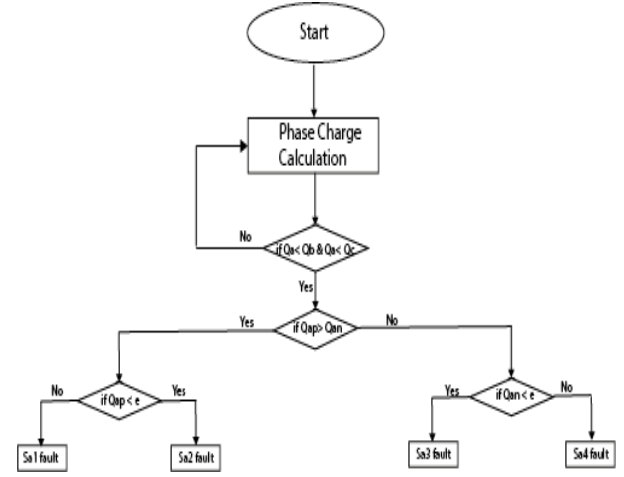 Start
Phase Charge
Calculation
No
if Qa< Qb & Qa< Qc
Yes
Yes
if Qap> Qan
No
No
if Qap < e
Yes
Yes
if Qan < e
No
Sa1 fault
Sa2 fault
Sa3 fault
Sa4 fault